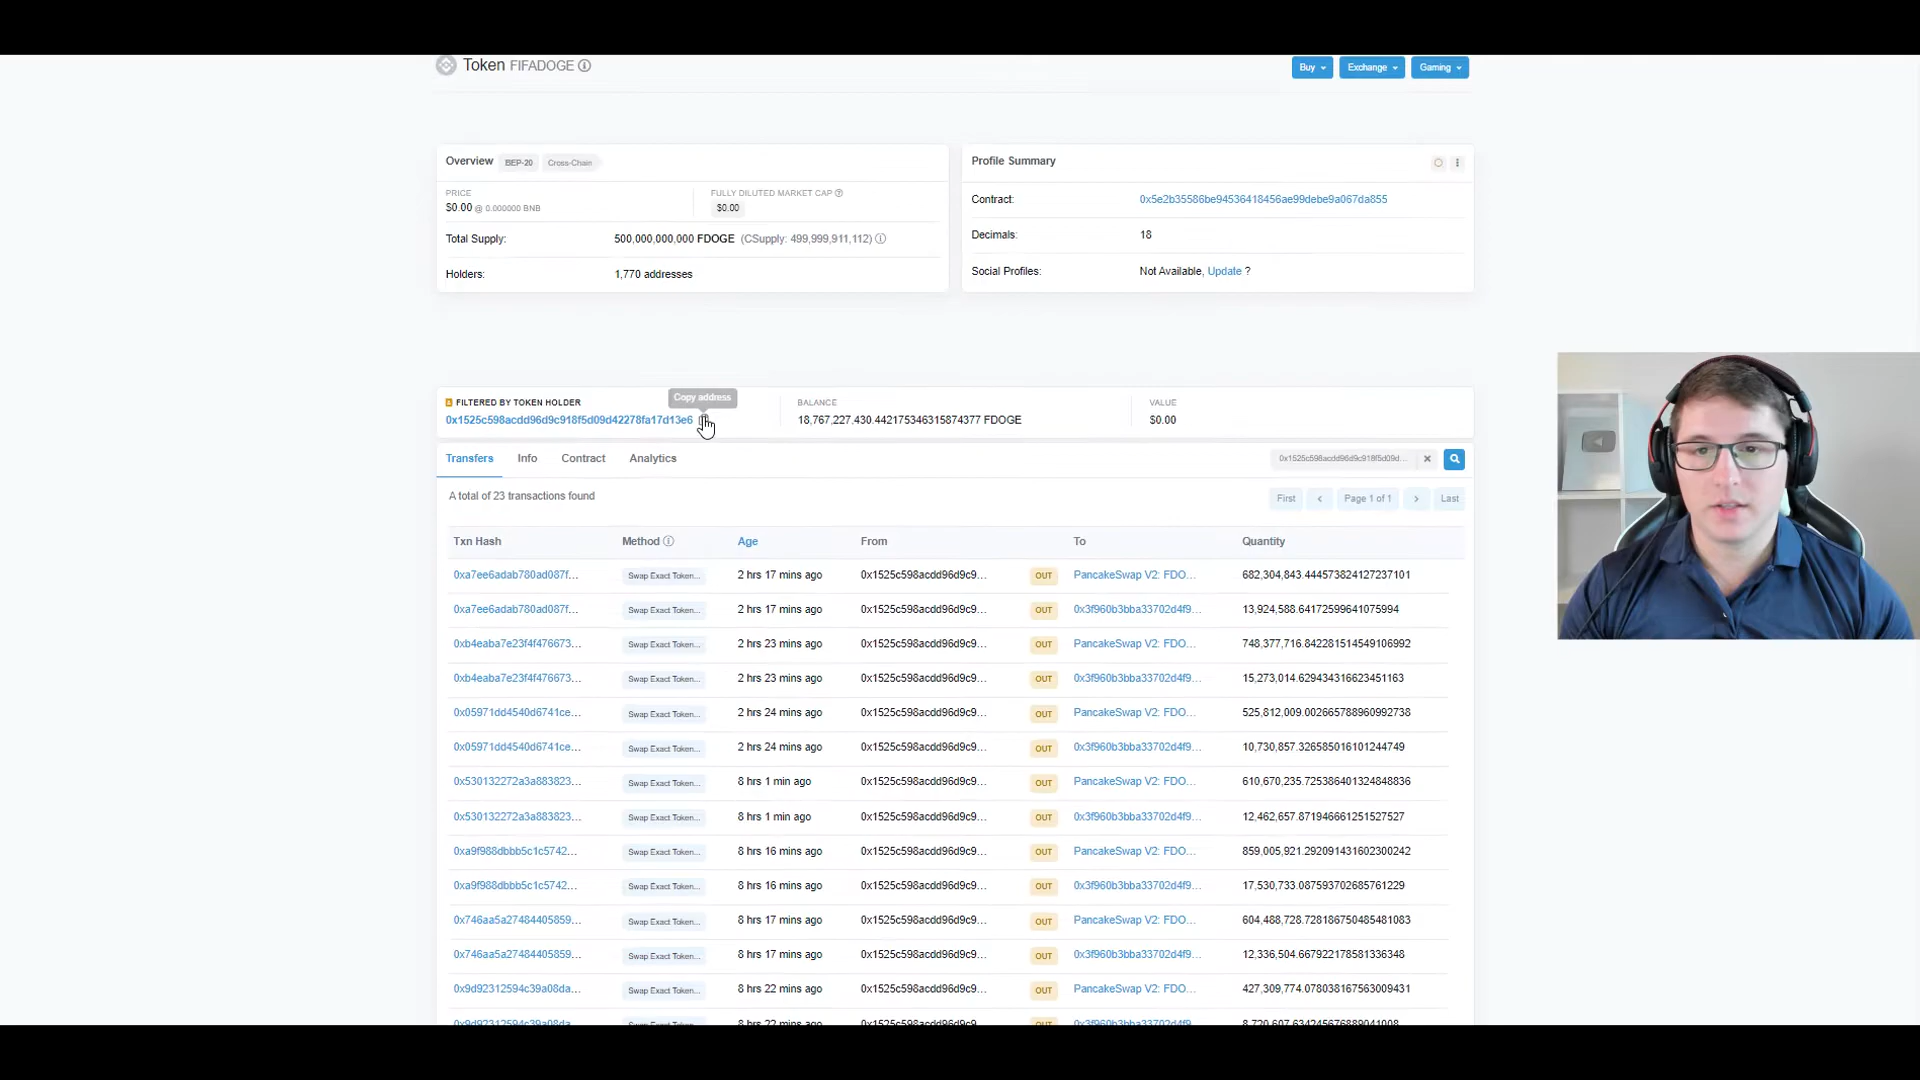 Token FIFADOGE
Buy Exchange Gaming
Overview BEP-20 Cross-Chain
PRICE
$0.00 @ 0.000000 BNB
FULLY DILUTED MARKET CAP
$0.00
Total Supply: 500,000,000,000 FDOGE (CSupply: 499,999,911,112)
Holders: 1,770 addresses
Profile Summary
Contract: 0x5e2b35586be94536418456ae99debe9a067da855
Decimals: 18
Social Profiles: Not Available, Update ?
Copy address
FILTERED BY TOKEN HOLDER
0x1525c598acdd96d9c918f5d09d42278fa17d13e6
BALANCE
18,767,227,430.442175346315874377 FDOGE
VALUE
$0.00
Transfers Info Contract Analytics
0x1525c598acdd96d9c918f5d09d...
A total of 23 transactions found
First Page 1 of 1 Last
Txn Hash Method Age From To Quantity
0xa7ee6adab780ad087f... Swap Exact Token... 2 hrs 17 mins ago 0x1525c598acdd96d9c9... OUT PancakeSwap V2: FDO... 682,304,843.444573824127237101
0xa7ee6adab780ad087f... Swap Exact Token... 2 hrs 17 mins ago 0x1525c598acdd96d9c9... OUT 0x3f960b3bba33702d4f9... 13,924,588.64172599641075994
0xb4eaba7e23f4f476673... Swap Exact Token... 2 hrs 23 mins ago 0x1525c598acdd96d9c9... OUT PancakeSwap V2: FDO... 748,377,716.842281514549106992
0xb4eaba7e23f4f476673... Swap Exact Token... 2 hrs 23 mins ago 0x1525c598acdd96d9c9... OUT 0x3f960b3bba33702d4f9... 15,273,014.629434316623451163
0x05971dd4540d6741ce... Swap Exact Token... 2 hrs 24 mins ago 0x1525c598acdd96d9c9... OUT PancakeSwap V2: FDO... 525,812,009.002665788960992738
0x05971dd4540d6741ce... Swap Exact Token... 2 hrs 24 mins ago 0x1525c598acdd96d9c9... OUT 0x3f960b3bba33702d4f9... 10,730,857.326585016101244749
0x530132272a3a883823... Swap Exact Token... 8 hrs 1 min ago 0x1525c598acdd96d9c9... OUT PancakeSwap V2: FDO... 610,670,235.725386401324848836
0x530132272a3a883823... Swap Exact Token... 8 hrs 1 min ago 0x1525c598acdd96d9c9... OUT 0x3f960b3bba33702d4f9... 12,462,657.871946661251527527
0xa9f988dbbb5c1c5742... Swap Exact Token... 8 hrs 16 mins ago 0x1525c598acdd96d9c9... OUT PancakeSwap V2: FDO... 859,005,921.292091431602300242
0xa9f988dbbb5c1c5742... Swap Exact Token... 8 hrs 16 mins ago 0x1525c598acdd96d9c9... OUT 0x3f960b3bba33702d4f9... 17,530,733.087593702685761229
0x746aa5a27484405859... Swap Exact Token... 8 hrs 17 mins ago 0x1525c598acdd96d9c9... OUT PancakeSwap V2: FDO... 604,488,728.728186750485481083
0x746aa5a27484405859... Swap Exact Token... 8 hrs 17 mins ago 0x1525c598acdd96d9c9... OUT 0x3f960b3bba33702d4f9... 12,336,504.667922178581336348
0x9d92312594c39a08da... Swap Exact Token... 8 hrs 22 mins ago 0x1525c598acdd96d9c9... OUT PancakeSwap V2: FDO... 427,309,774.078038167563009431
0x9d92312594c39a08da... Swap Exact Token... 8 hrs 22 mins ago 0x1525c598acdd96d9c9... OUT 0x3f960b3bba33702d4f9...